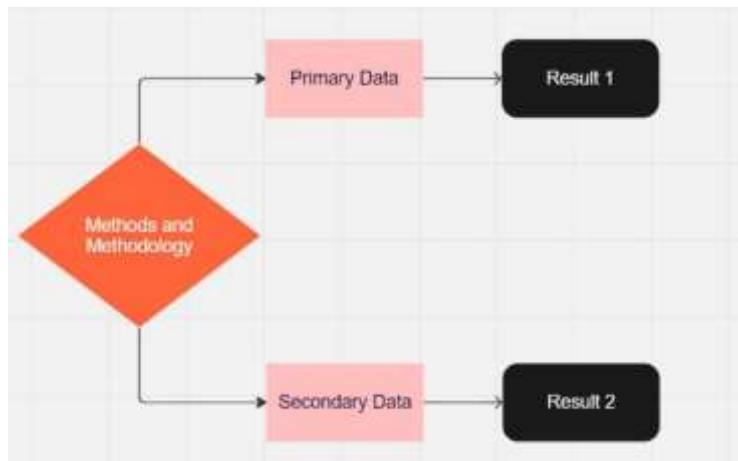 Primary Data
Result 1
Methods and
Methodology
Secondary Data
Result 2